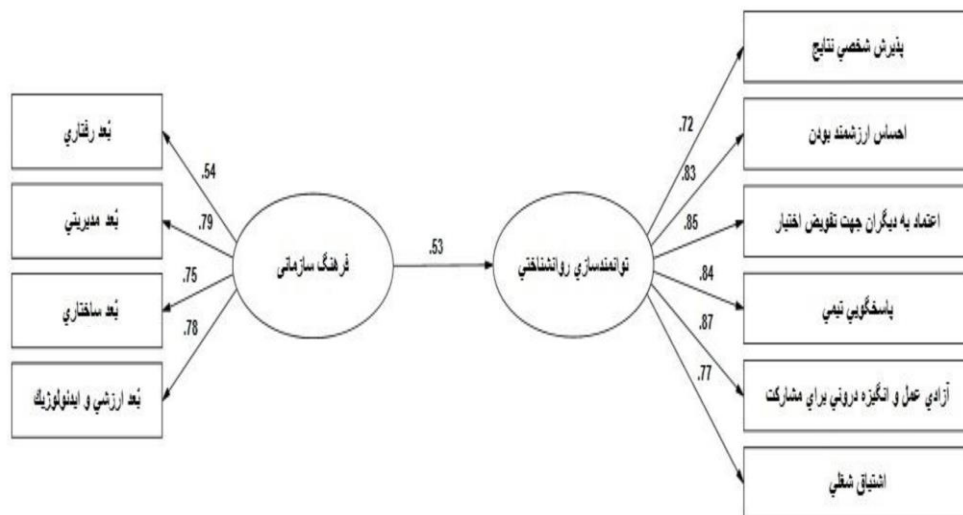 پذيرش شخصي نتايج
احساس ارزشمند بودن
اعتماد به ديگران جهت تفويض اختيار
پاسخگويي تيمي
آزادي عمل و انگيزه دروني براي مشاركت
اشتياق شغلي
.72
.83
.85
.84
.87
.77
توانمندسازي روانشناختي
.53
فرهنگ سازمانی
.54
.79
.75
.78
بُعد رفتاري
بُعد مديريتي
بُعد ساختاري
بُعد ارزشي و ايدئولوژيك